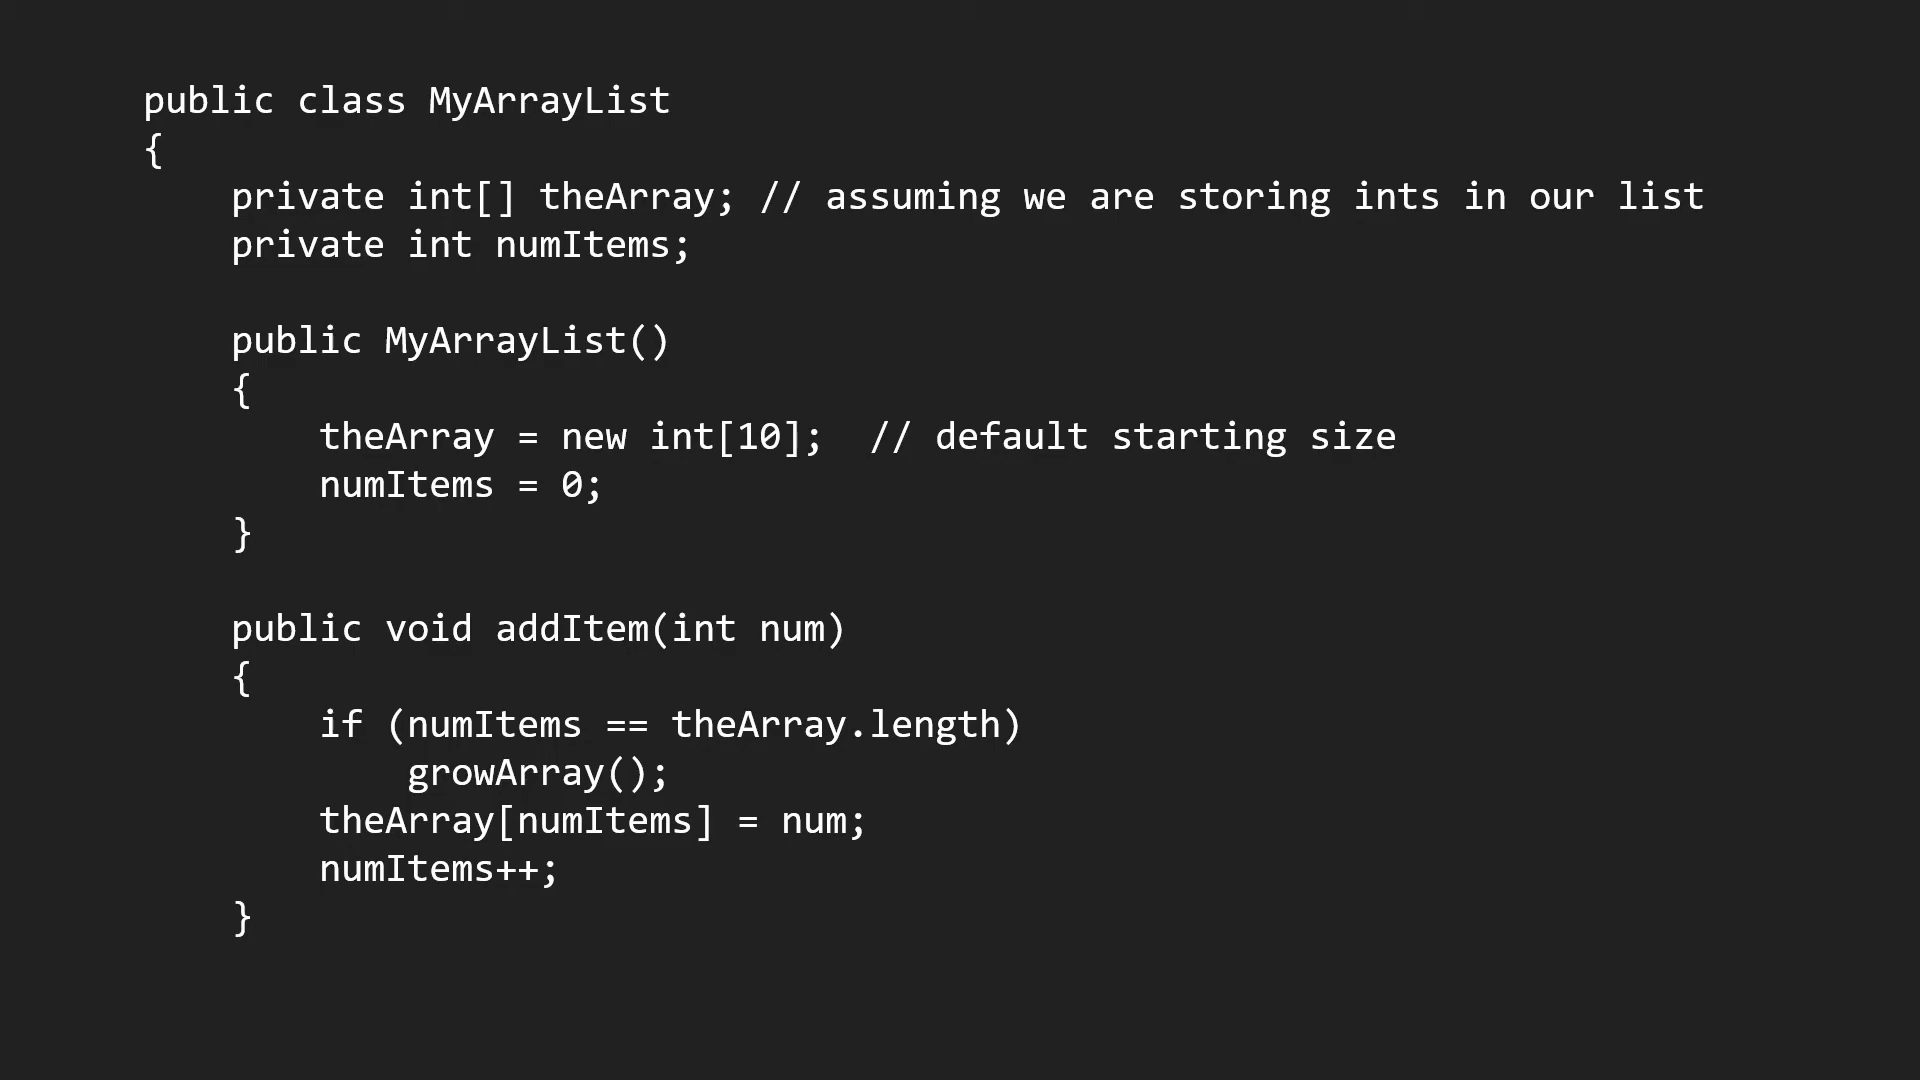 public class MyArrayList
{
    private int[] theArray; // assuming we are storing ints in our list
    private int numItems;

    public MyArrayList()
    {
        theArray = new int[10];  // default starting size
        numItems = 0;
    }

    public void addItem(int num)
    {
        if (numItems == theArray.length)
            growArray();
        theArray[numItems] = num;
        numItems++;
    }